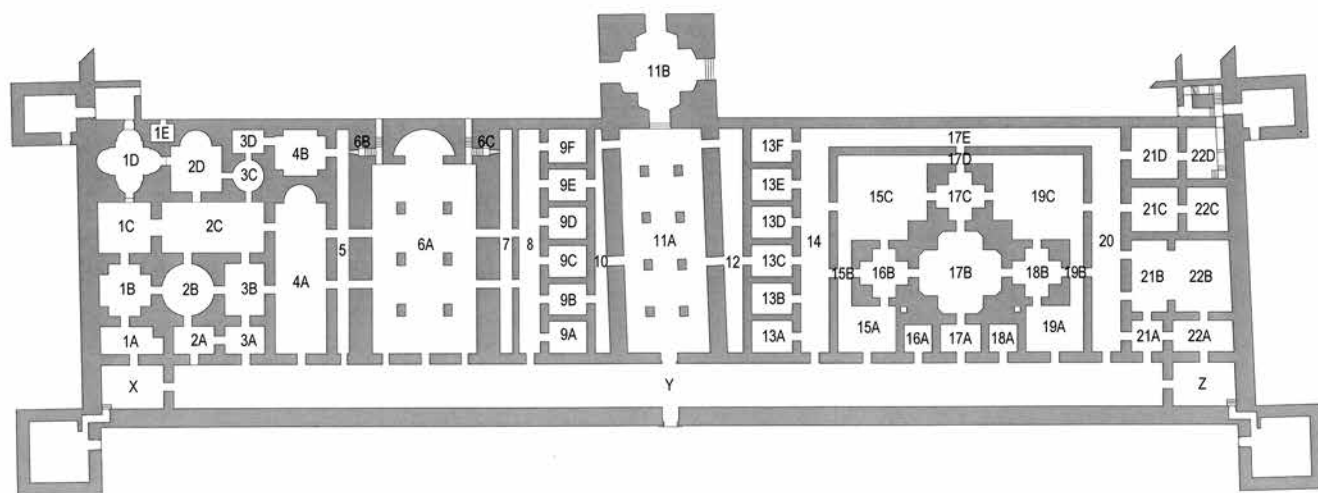 11B
1E
1D
2D
3D
4B
3C
6B
6C
9F
13F
17E
17D
21D
22D
9E
13E
15C
17C
19C
1C
2C
9D
13D
21C
22C
5
6A
7
8
11A
14
20
9C
10
12
13C
15B
16B
17B
18B
19B
21B
22B
1B
2B
3B
4A
9B
13B
1A
2A
3A
9A
13A
15A
16A
17A
18A
19A
21A
22A
X
Y
Z